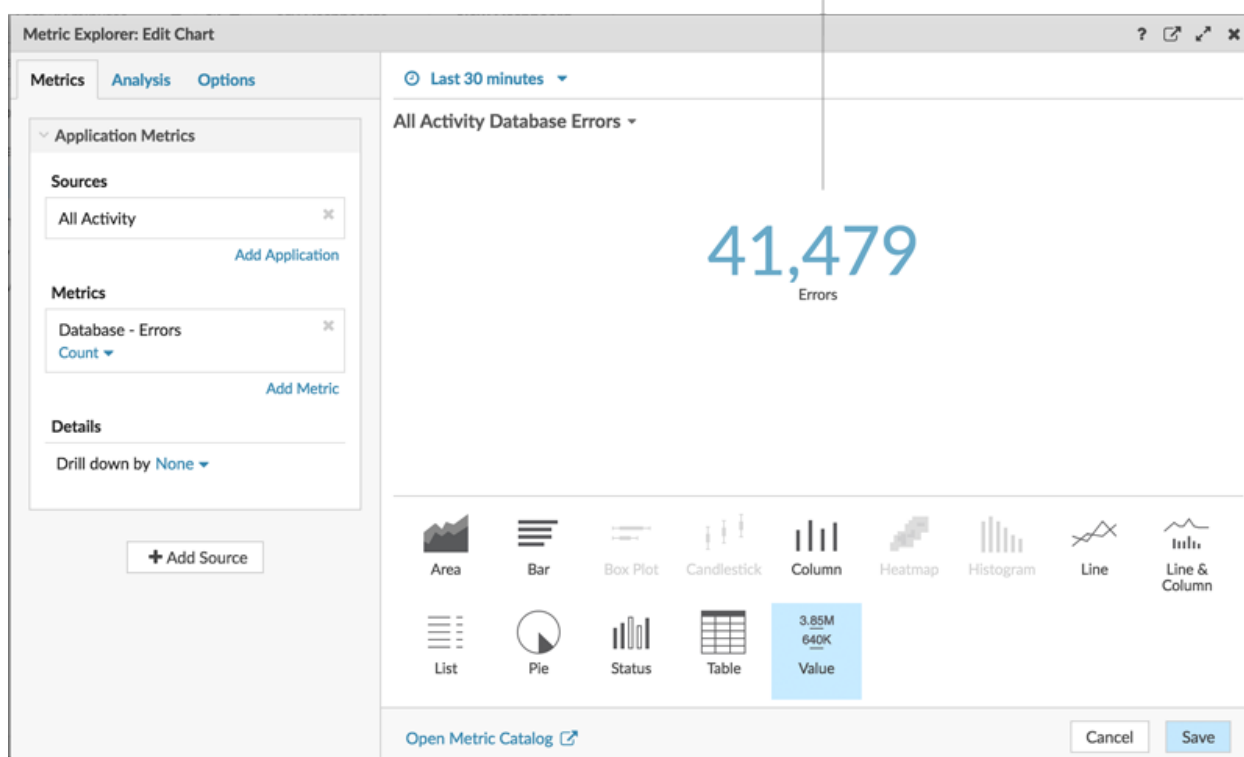 Metric Explorer: Edit Chart
?
Metrics Analysis Options
Application Metrics
Sources
All Activity
Add Application
Metrics
Database - Errors
Count
Add Metric
Details
Drill down by None
+ Add Source
Last 30 minutes
All Activity Database Errors
41,479
Errors
Area Bar Box Plot Candlestick Column Heatmap Histogram Line Line &
Column
List Pie Status Table 3.85M
640K
Value
Open Metric Catalog
Cancel Save